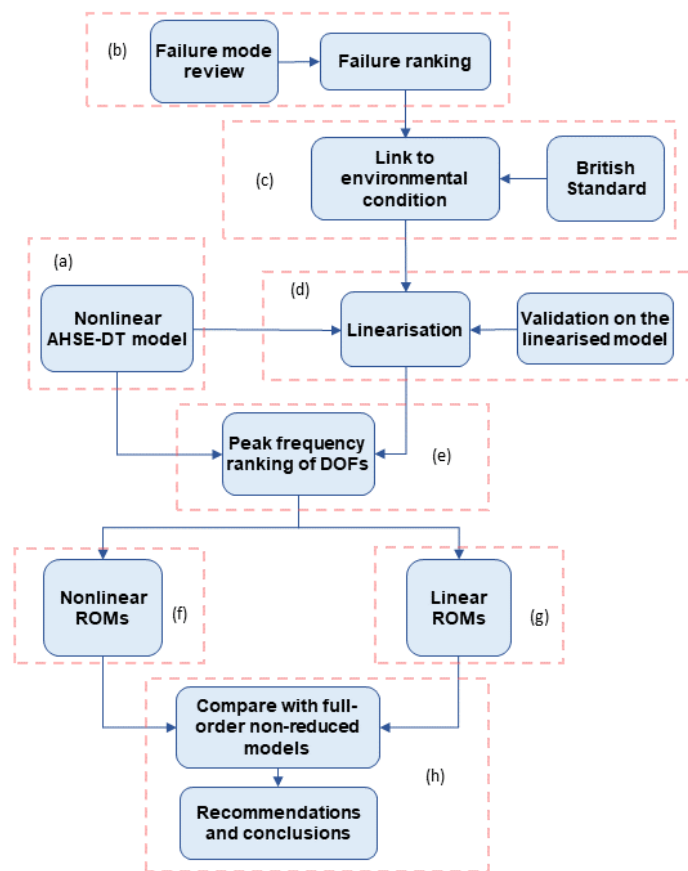 (b)
Failure mode
review
Failure ranking
(c)
Link to
environmental
condition
British
Standard
(a)
Nonlinear
AHSE-DT model
(d)
Linearisation
Validation on the
linearised model
Peak frequency
ranking of DOFs
(e)
Nonlinear
ROMs
(f)
Linear
ROMs
(g)
Compare with full-
order non-reduced
models
(h)
Recommendations
and conclusions